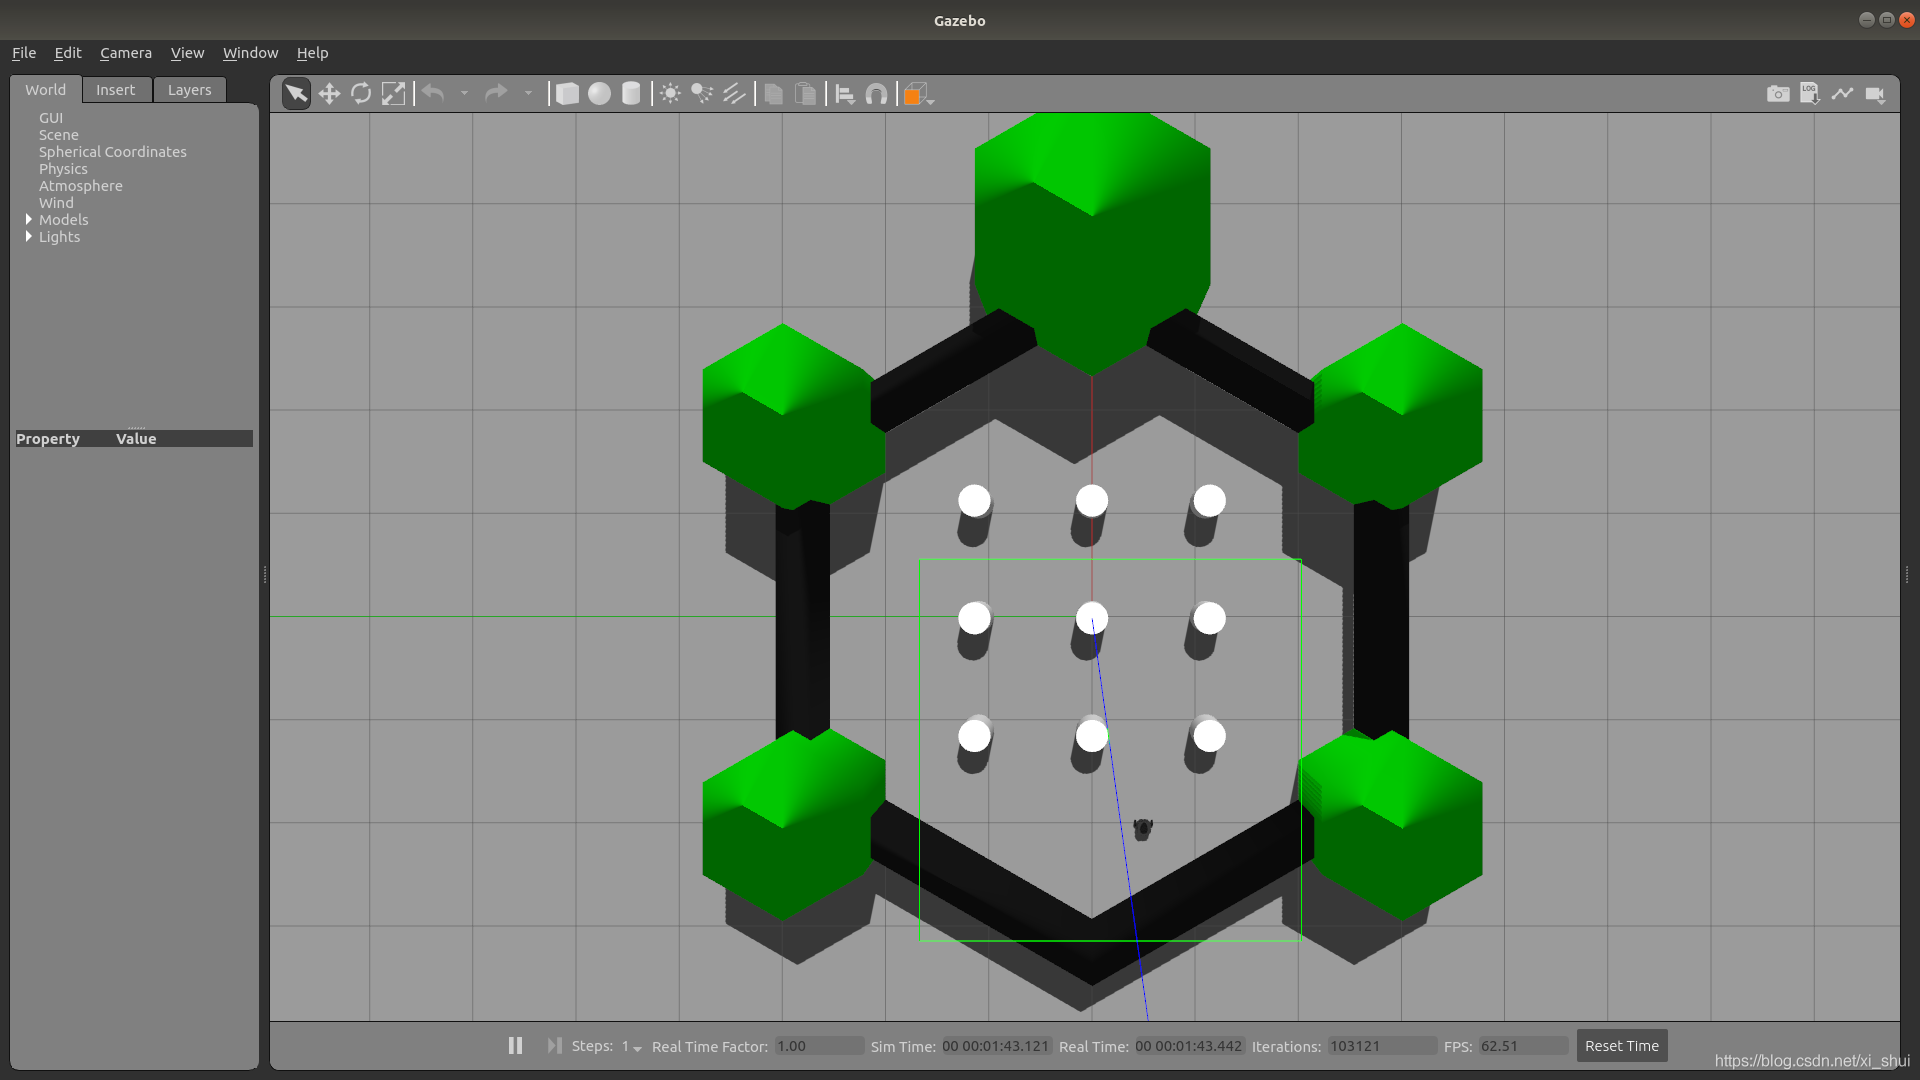 Gazebo
File Edit Camera View Window Help
World Insert Layers
LOG
GUI
Scene
Spherical Coordinates
Physics
Atmosphere
Wind
Models
Lights
Property Value
Steps: 1 Real Time Factor: 1.00 Sim Time: 00 00:01:43.121 Real Time: 00 00:01:43.442 Iterations: 103121 FPS: 62.51 Reset Time
https://blog.csdn.net/xi_shui